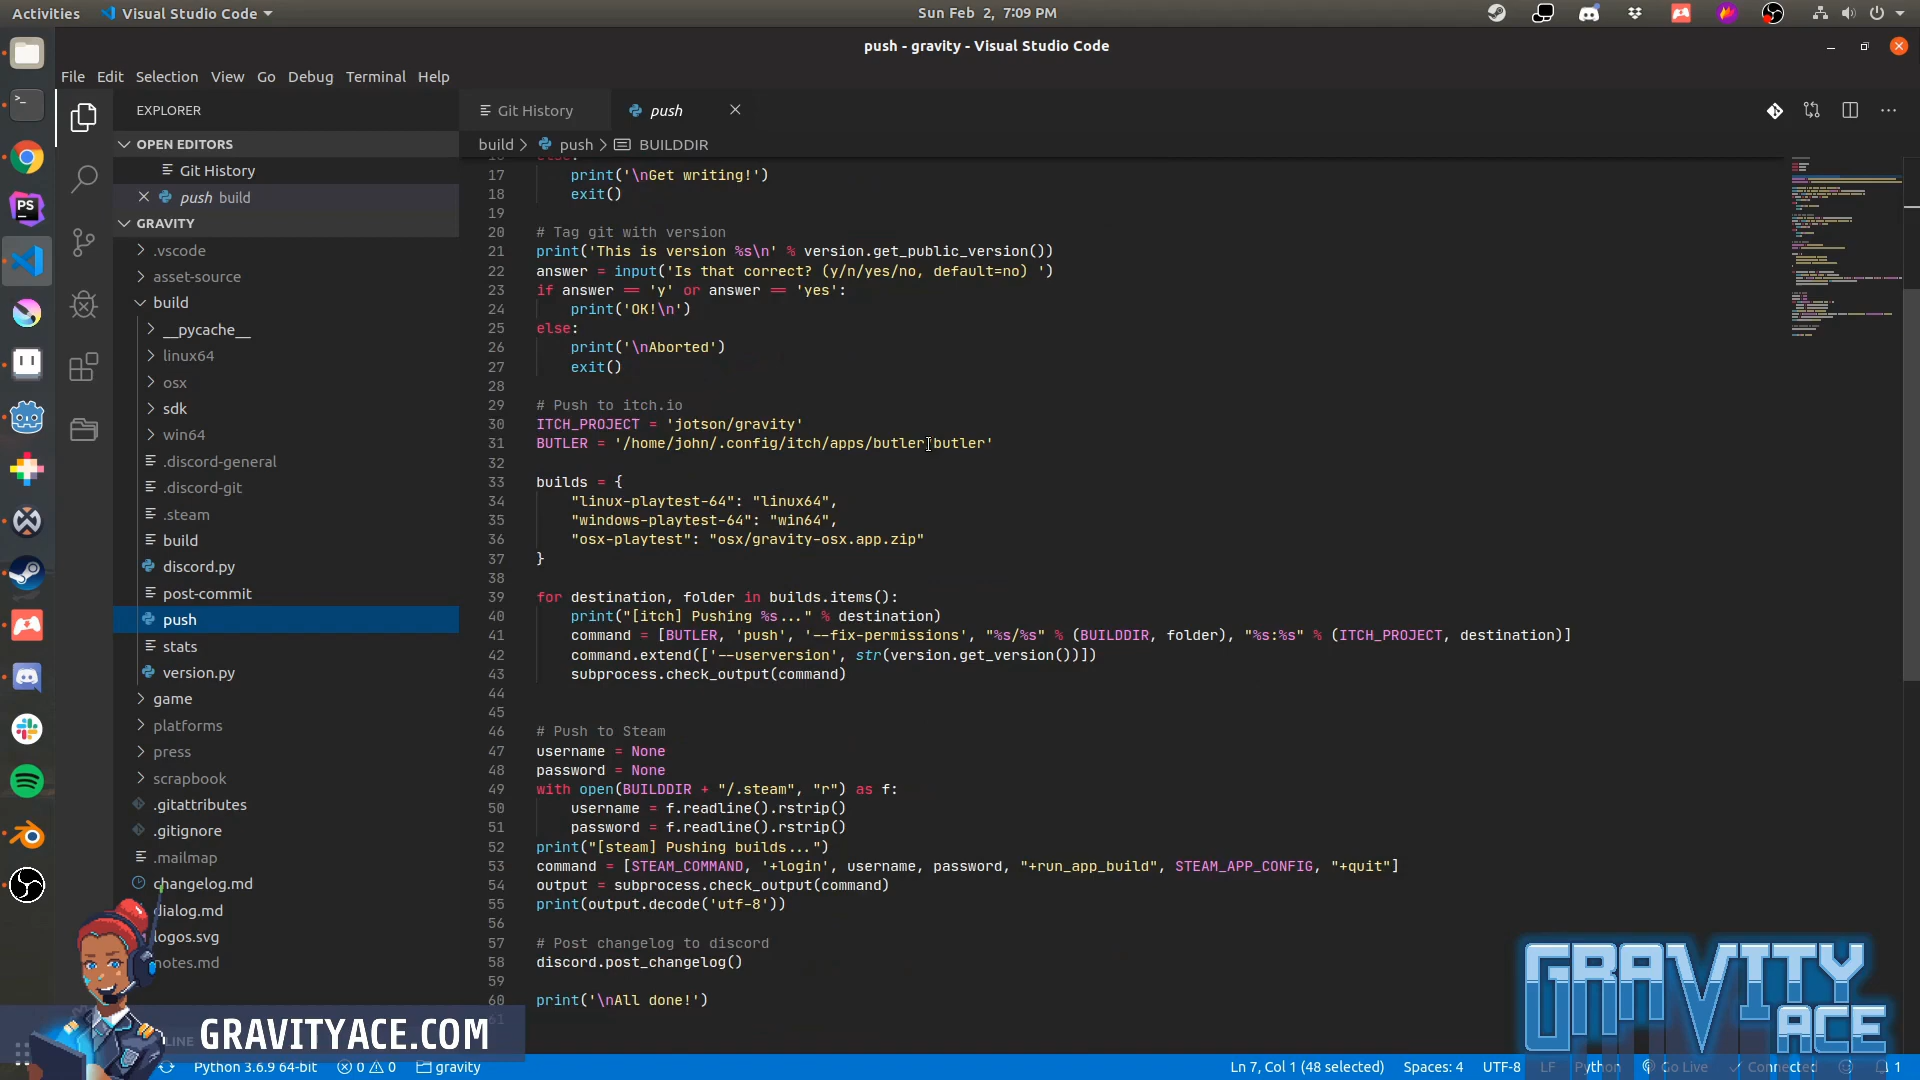 Activities
Visual Studio Code
Sun Feb 2, 7:09 PM
push - gravity - Visual Studio Code
File Edit Selection View Go Debug Terminal Help
EXPLORER
OPEN EDITORS
Git History
push build
GRAVITY
.vscode
asset-source
build
__pycache__
linux64
osx
sdk
win64
.discord-general
.discord-git
.steam
build
discord.py
post-commit
push
stats
version.py
game
platforms
press
scrapbook
.gitattributes
.gitignore
.mailmap
changelog.md
dialog.md
logos.svg
notes.md
Git History
push
build > push > BUILDDIR
17 print('\nGet writing!')
18 exit()
19
20 # Tag git with version
21 print('This is version %s\n' % version.get_public_version())
22 answer = input('Is that correct? (y/n/yes/no, default=no) ')
23 if answer == 'y' or answer == 'yes':
24 print('OK!\n')
25 else:
26 print('\nAborted')
27 exit()
28
29 # Push to itch.io
30 ITCH_PROJECT = 'jotson/gravity'
31 BUTLER = '/home/john/.config/itch/apps/butler/butler'
32
33 builds = {
34 "linux-playtest-64": "linux64",
35 "windows-playtest-64": "win64",
36 "osx-playtest": "osx/gravity-osx.app.zip"
37 }
38
39 for destination, folder in builds.items():
40 print("[itch] Pushing %s..." % destination)
41 command = [BUTLER, 'push', '--fix-permissions', "%s/%s" % (BUILDDIR, folder), "%s:%s" % (ITCH_PROJECT, destination)]
42 command.extend(['--userversion', str(version.get_version())])
43 subprocess.check_output(command)
44
45
46 # Push to Steam
47 username = None
48 password = None
49 with open(BUILDDIR + "/.steam", "r") as f:
50 username = f.readline().rstrip()
51 password = f.readline().rstrip()
52 print("[steam] Pushing builds...")
53 command = [STEAM_COMMAND, '+login', username, password, "+run_app_build", STEAM_APP_CONFIG, "+quit"]
54 output = subprocess.check_output(command)
55 print(output.decode('utf-8'))
56
57 # Post changelog to discord
58 discord.post_changelog()
59
60 print('\nAll done!')
61
GRAVITYACE.COM
GRAVITY
ACE
Python 3.6.9 64-bit
0 0
gravity
Ln 7, Col 1 (48 selected)
Spaces: 4
UTF-8
LF
Python
Go Live
Connected
1